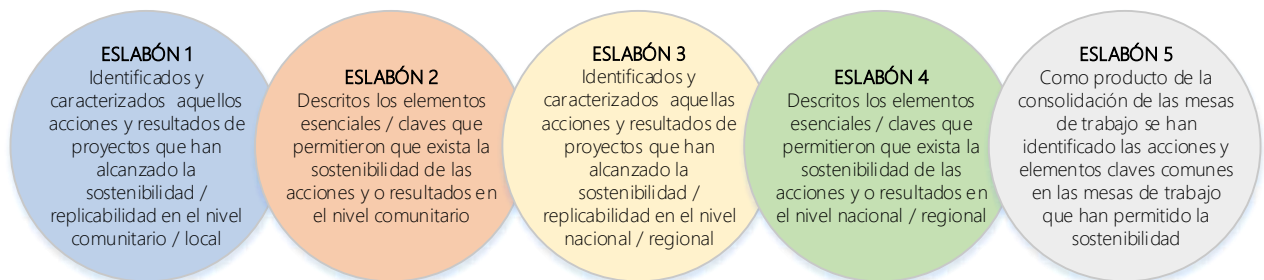 ESLABÓN 1
Identificados y
caracterizados aquellos
acciones y resultados de
proyectos que han
alcanzado la
sostenibilidad /
replicabilidad en el nivel
comunitario / local
ESLABÓN 2
Descritos los elementos
esenciales / claves que
permitieron que exista la
sostenibilidad de las
acciones y o resultados en
el nivel comunitario
ESLABÓN 3
Identificados y
caracterizados aquellas
acciones y resultados de
proyectos que han
alcanzado la
sostenibilidad /
replicabilidad en el nivel
nacional / regional
ESLABÓN 4
Descritos los elementos
esenciales / claves que
permitieron que exista la
sostenibilidad de las
acciones y o resultados en
el nivel nacional / regional
ESLABÓN 5
Como producto de la
consolidación de las mesas
de trabajo se han
identificado las acciones y
elementos claves comunes
en las mesas de trabajo
que han permitido la
sostenibilidad